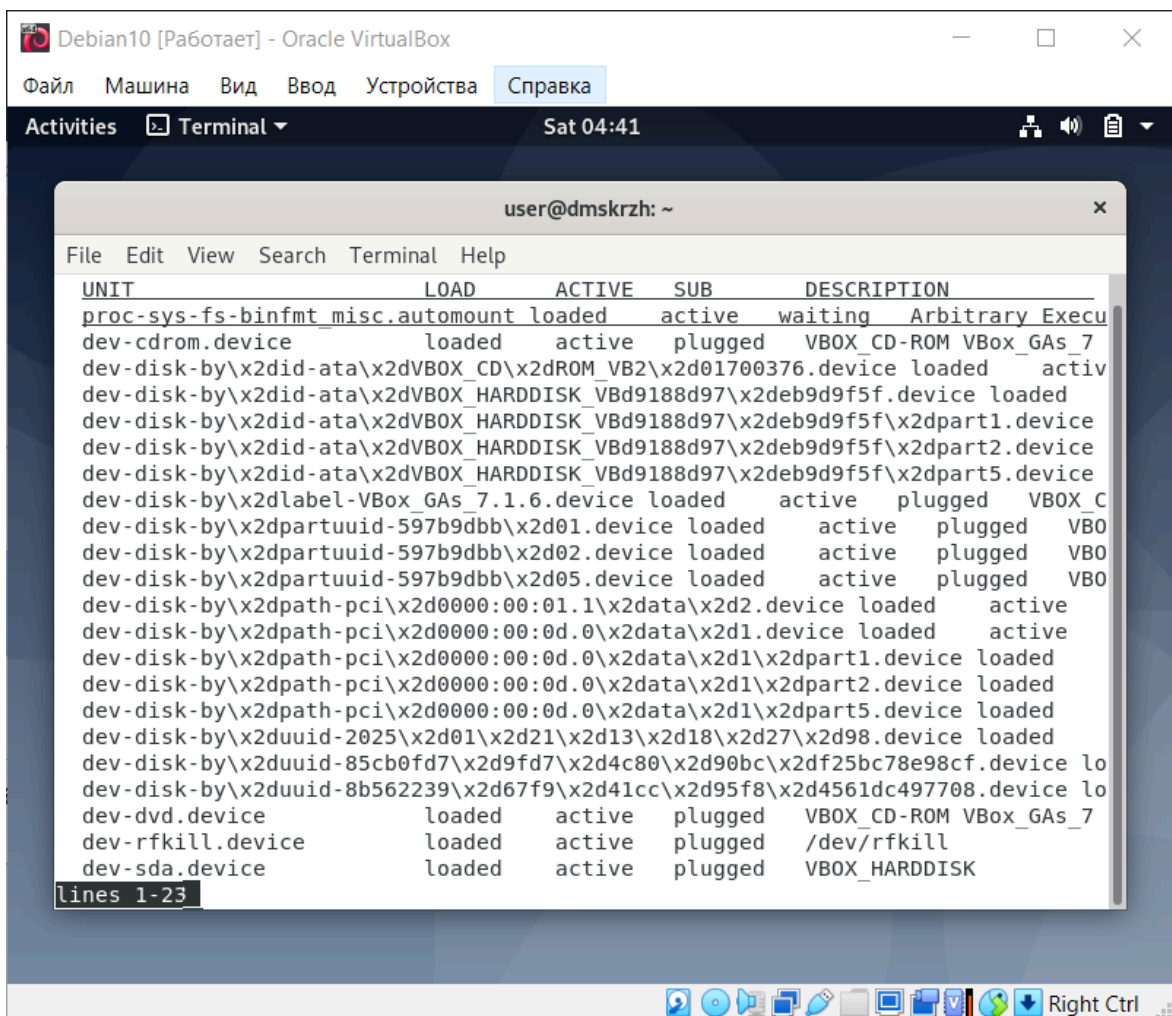 Debian10 [Работает] - Oracle VirtualBox
Файл Машина Вид Ввод Устройства Справка
Activities Terminal Sat 04:41
user@dmskrzh: ~
File Edit View Search Terminal Help
UNIT LOAD ACTIVE SUB DESCRIPTION
proc-sys-fs-binfmt_misc.automount loaded active waiting Arbitrary Execu
dev-cdrom.device loaded active plugged VBOX_CD-ROM VBox_GAs_7
dev-disk-by\x2did-ata\x2dVBOX_CD\x2dROM_VB2\x2d01700376.device loaded activ
dev-disk-by\x2did-ata\x2dVBOX_HARDDISK_VBd9188d97\x2deb9d9f5f.device loaded
dev-disk-by\x2did-ata\x2dVBOX_HARDDISK_VBd9188d97\x2deb9d9f5f\x2dpart1.device
dev-disk-by\x2did-ata\x2dVBOX_HARDDISK_VBd9188d97\x2deb9d9f5f\x2dpart2.device
dev-disk-by\x2did-ata\x2dVBOX_HARDDISK_VBd9188d97\x2deb9d9f5f\x2dpart5.device
dev-disk-by\x2dlabel-VBox_GAs_7.1.6.device loaded active plugged VBOX_C
dev-disk-by\x2dpartuuid-597b9dbb\x2d01.device loaded active plugged VBO
dev-disk-by\x2dpartuuid-597b9dbb\x2d02.device loaded active plugged VBO
dev-disk-by\x2dpartuuid-597b9dbb\x2d05.device loaded active plugged VBO
dev-disk-by\x2dpath-pci\x2d0000:00:01.1\x2data\x2d2.device loaded active
dev-disk-by\x2dpath-pci\x2d0000:00:0d.0\x2data\x2d1.device loaded active
dev-disk-by\x2dpath-pci\x2d0000:00:0d.0\x2data\x2d1\x2dpart1.device loaded
dev-disk-by\x2dpath-pci\x2d0000:00:0d.0\x2data\x2d1\x2dpart2.device loaded
dev-disk-by\x2dpath-pci\x2d0000:00:0d.0\x2data\x2d1\x2dpart5.device loaded
dev-disk-by\x2duuid-2025\x2d01\x2d21\x2d13\x2d18\x2d27\x2d98.device loaded
dev-disk-by\x2duuid-85cb0fd7\x2d9fd7\x2d4c80\x2d90bc\x2df25bc78e98cf.device lo
dev-disk-by\x2duuid-8b562239\x2d67f9\x2d41cc\x2d95f8\x2d4561dc497708.device lo
dev-dvd.device loaded active plugged VBOX_CD-ROM VBox_GAs_7
dev-rfkill.device loaded active plugged /dev/rfkill
dev-sda.device loaded active plugged VBOX_HARDDISK
lines 1-23
Right Ctrl